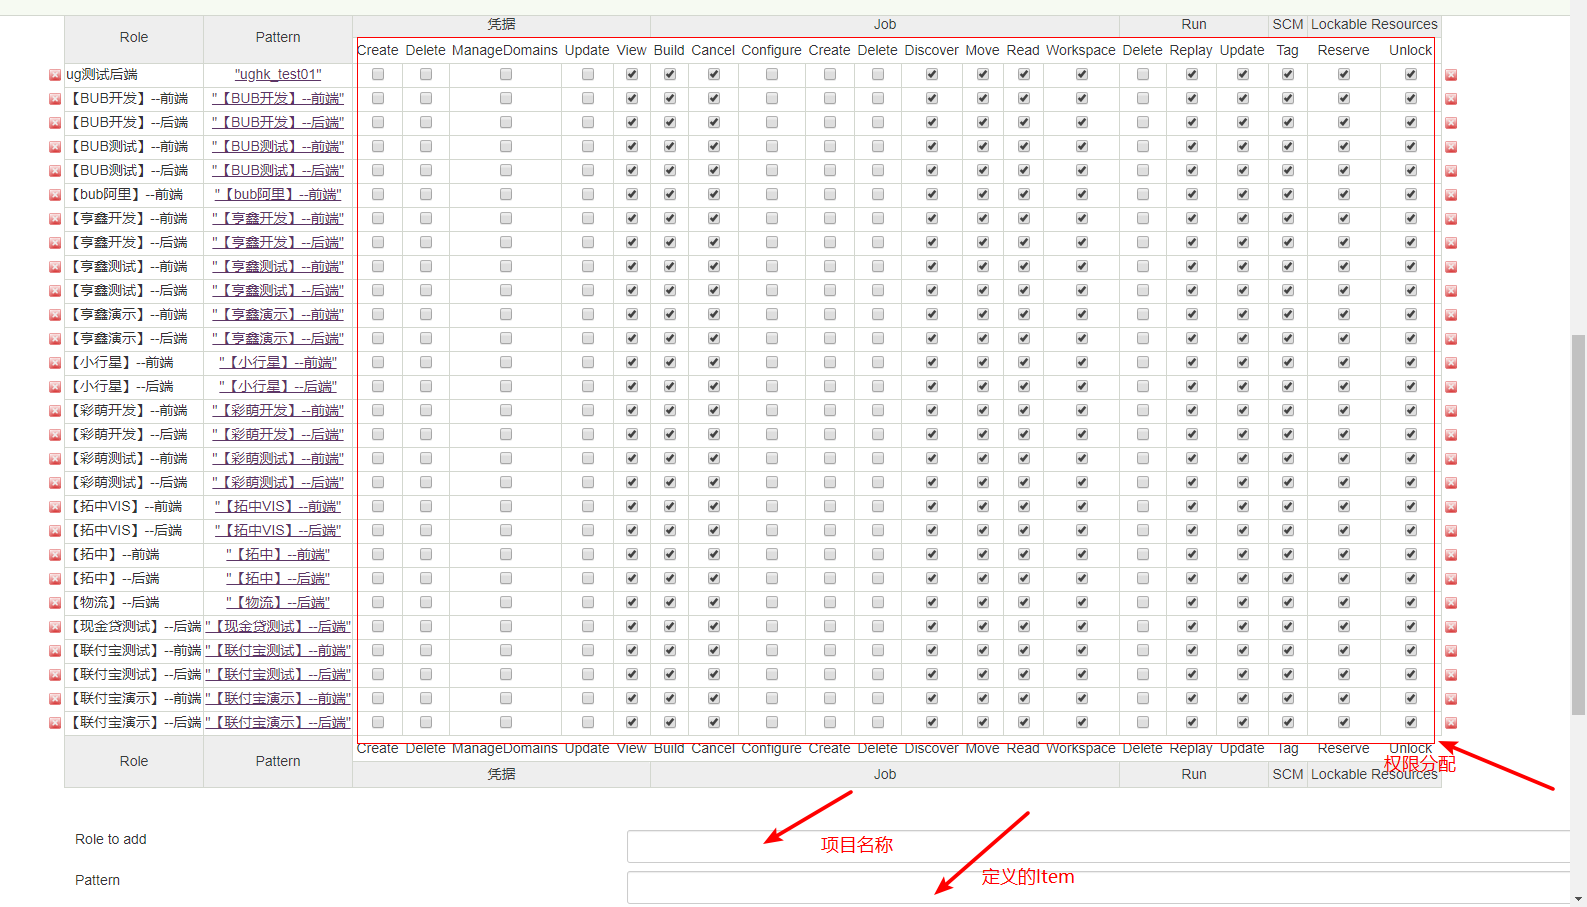 凭据 Job Run SCM Lockable Resources
Role Pattern
Create Delete ManageDomains Update View Build Cancel Configure Create Delete Discover Move Read Workspace Delete Replay Update Tag Reserve Unlock
ug测试后端 "ughk_test01"
【BUB开发】--前端 "【BUB开发】--前端"
【BUB开发】--后端 "【BUB开发】--后端"
【BUB测试】--前端 "【BUB测试】--前端"
【BUB测试】--后端 "【BUB测试】--后端"
【bub阿里】--前端 "【bub阿里】--前端"
【亨鑫开发】--前端 "【亨鑫开发】--前端"
【亨鑫开发】--后端 "【亨鑫开发】--后端"
【亨鑫测试】--前端 "【亨鑫测试】--前端"
【亨鑫测试】--后端 "【亨鑫测试】--后端"
【亨鑫演示】--前端 "【亨鑫演示】--前端"
【亨鑫演示】--后端 "【亨鑫演示】--后端"
【小行星】--前端 "【小行星】--前端"
【小行星】--后端 "【小行星】--后端"
【彩萌开发】--前端 "【彩萌开发】--前端"
【彩萌开发】--后端 "【彩萌开发】--后端"
【彩萌测试】--前端 "【彩萌测试】--前端"
【彩萌测试】--后端 "【彩萌测试】--后端"
【拓中VIS】--前端 "【拓中VIS】--前端"
【拓中VIS】--后端 "【拓中VIS】--后端"
【拓中】--前端 "【拓中】--前端"
【拓中】--后端 "【拓中】--后端"
【物流】--后端 "【物流】--后端"
【现金贷测试】--后端 "【现金贷测试】--后端"
【联付宝测试】--前端 "【联付宝测试】--前端"
【联付宝测试】--后端 "【联付宝测试】--后端"
【联付宝演示】--前端 "【联付宝演示】--前端"
【联付宝演示】--后端 "【联付宝演示】--后端"
Create Delete ManageDomains Update View Build Cancel Configure Create Delete Discover Move Read Workspace Delete Replay Update Tag Reserve Unlock
Role Pattern
权限分配
凭据 Job Run SCM Lockable Resources
Role to add
项目名称
Pattern
定义的Item